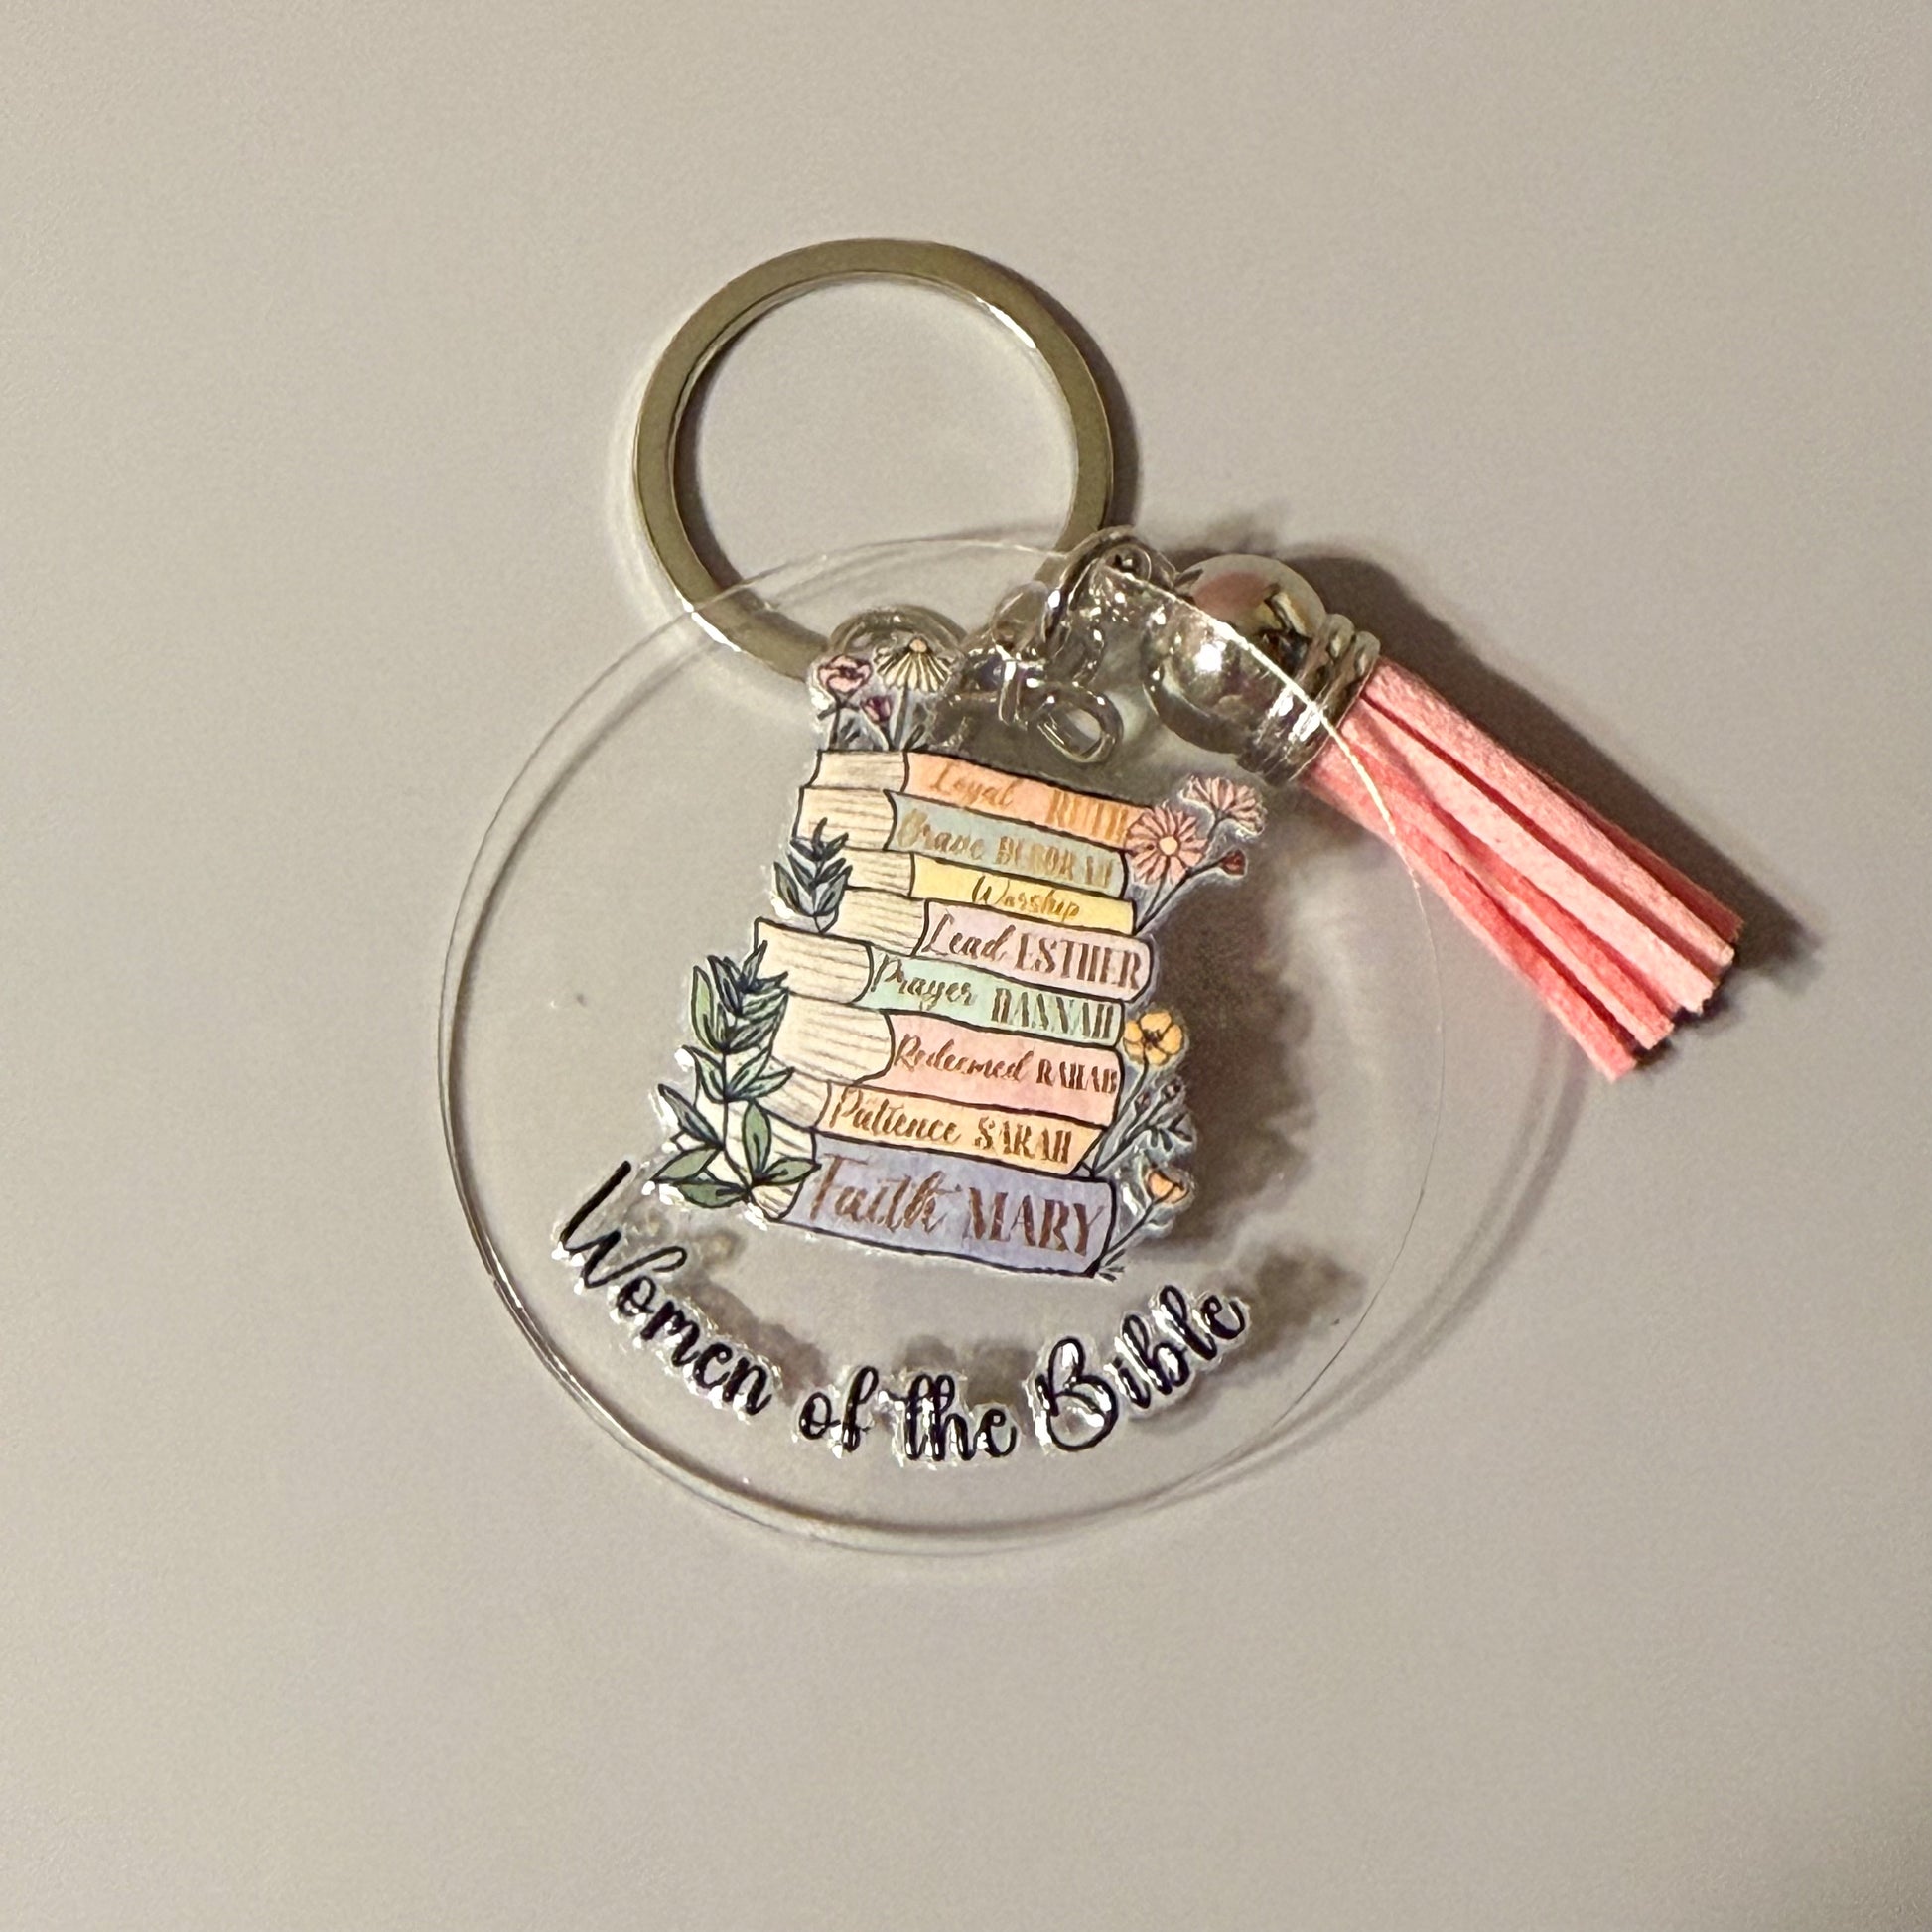 Loyal RUTH
Brave DEBORAH
Worship
Lead ESTHER
Prayer HANNAH
Redeemed RAHAB
Patience SARAH
Faith MARY
Women of the Bible